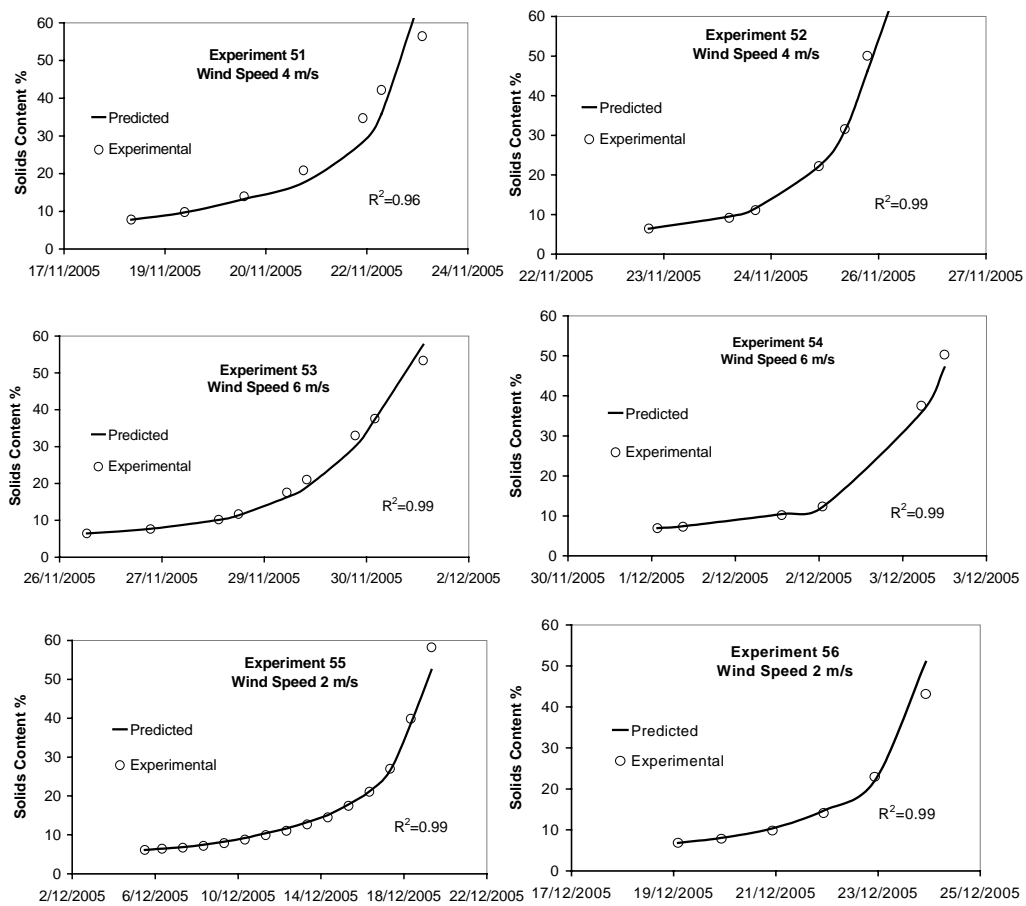 60
50
40
30
20
10
0
Solids Content %
Experiment 51
Wind Speed 4 m/s
Predicted
Experimental
R²=0.96
17/11/2005 19/11/2005 20/11/2005 22/11/2005 24/11/2005
60
50
40
30
20
10
0
Solids Content %
Experiment 52
Wind Speed 4 m/s
Predicted
Experimental
R²=0.99
22/11/2005 23/11/2005 24/11/2005 26/11/2005 27/11/2005
60
50
40
30
20
10
0
Solids Content %
Experiment 53
Wind Speed 6 m/s
Predicted
Experimental
R²=0.99
26/11/2005 27/11/2005 29/11/2005 30/11/2005 2/12/2005
60
50
40
30
20
10
0
Solids Content %
Experiment 54
Wind Speed 6 m/s
Predicted
Experimental
R²=0.99
30/11/2005 1/12/2005 2/12/2005 2/12/2005 3/12/2005 3/12/2005
60
50
40
30
20
10
0
Solids Content %
Experiment 55
Wind Speed 2 m/s
Predicted
Experimental
R²=0.99
2/12/2005 6/12/2005 10/12/2005 14/12/2005 18/12/2005 22/12/2005
60
50
40
30
20
10
0
Solids Content %
Experiment 56
Wind Speed 2 m/s
Predicted
Experimental
R²=0.99
17/12/2005 19/12/2005 21/12/2005 23/12/2005 25/12/2005